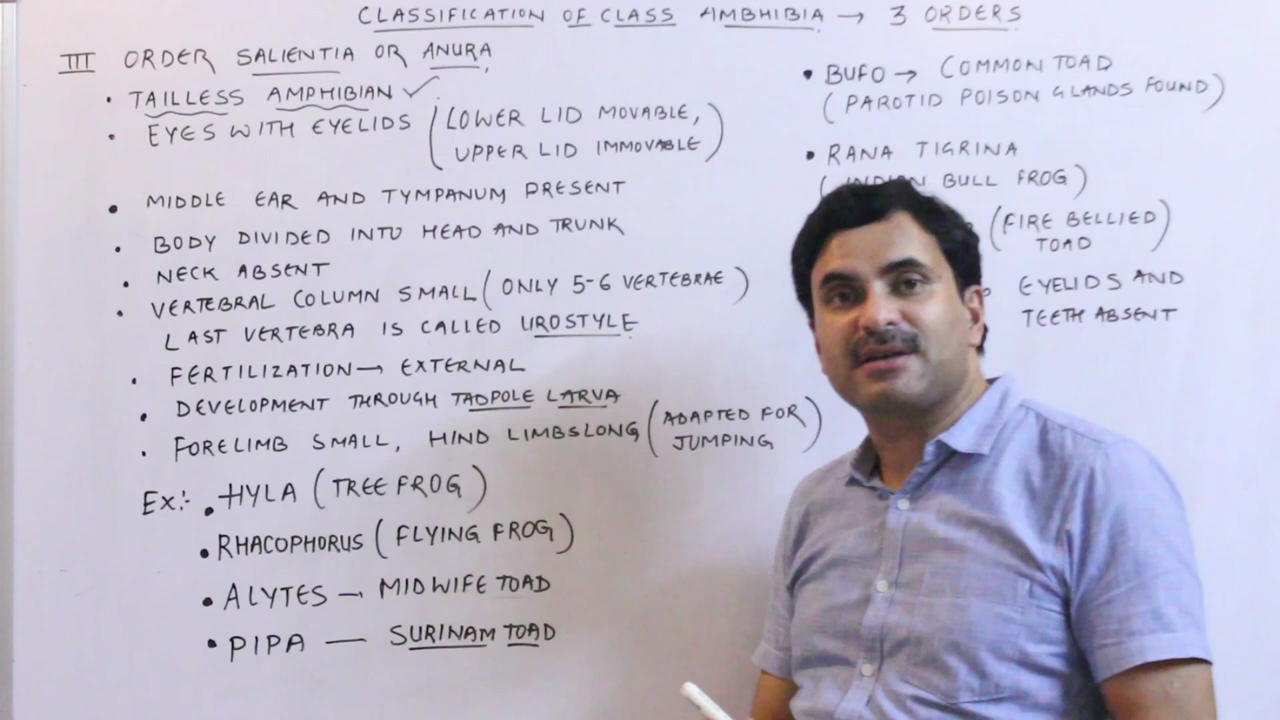 CLASSIFICATION OF CLASS AMBHIBIA → 3 ORDERS
III ORDER SALIENTIA OR ANURA
• TAILLESS AMPHIBIAN ✓
• EYES WITH EYELIDS (LOWER LID MOVABLE,
UPPER LID IMMOVABLE)
• MIDDLE EAR AND TYMPANUM PRESENT
• BODY DIVIDED INTO HEAD AND TRUNK
• NECK ABSENT
• VERTEBRAL COLUMN SMALL (ONLY 5-6 VERTEBRAE)
LAST VERTEBRA IS CALLED UROSTYLE
• FERTILIZATION → EXTERNAL
• DEVELOPMENT THROUGH TADPOLE LARVA
• FORELIMB SMALL, HIND LIMBS LONG (ADAPTED FOR
JUMPING)
Ex:- • HYLA (TREE FROG)
• RHACOPHORUS (FLYING FROG)
• ALYTES → MIDWIFE TOAD
• PIPA — SURINAM TOAD
• BUFO → COMMON TOAD
(PAROTID POISON GLANDS FOUND)
• RANA TIGRINA
(INDIAN BULL FROG)
(FIRE BELLIED
TOAD)
EYELIDS AND
TEETH ABSENT